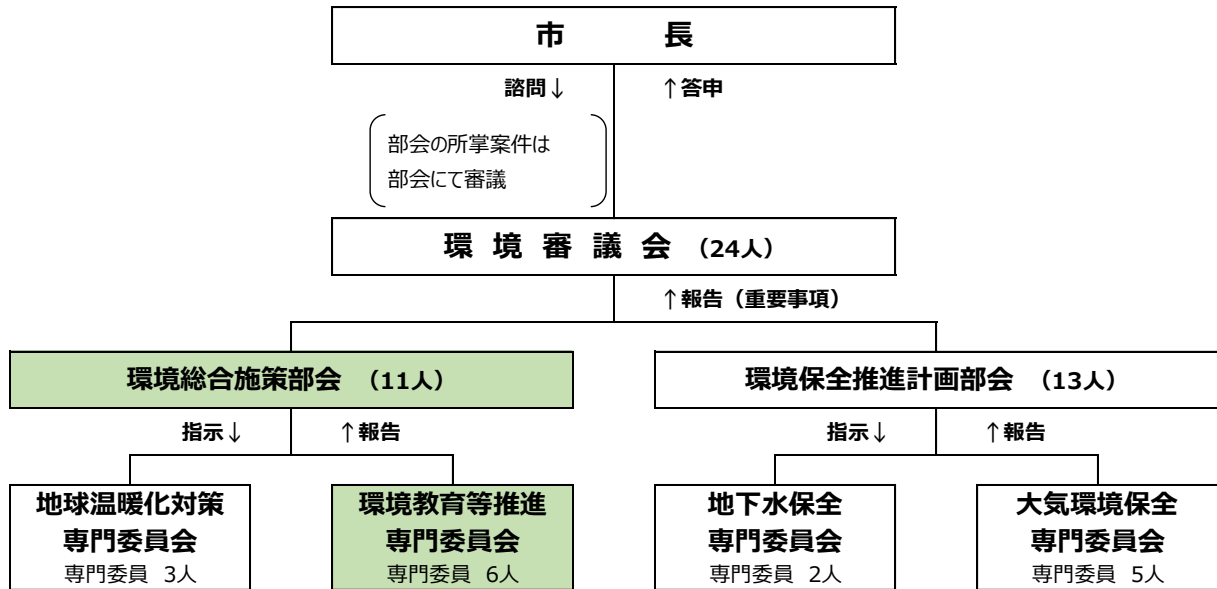 市　　　長
諮問↓　↑答申
部会の所掌案件は
部会にて審議
環 境 審 議 会 （24人）
↑報告（重要事項）
環境総合施策部会 （11人）
環境保全推進計画部会 （13人）
指示↓　↑報告
指示↓　↑報告
地球温暖化対策
専門委員会
専門委員 3人
環境教育等推進
専門委員会
専門委員 6人
地下水保全
専門委員会
専門委員 2人
大気環境保全
専門委員会
専門委員 5人